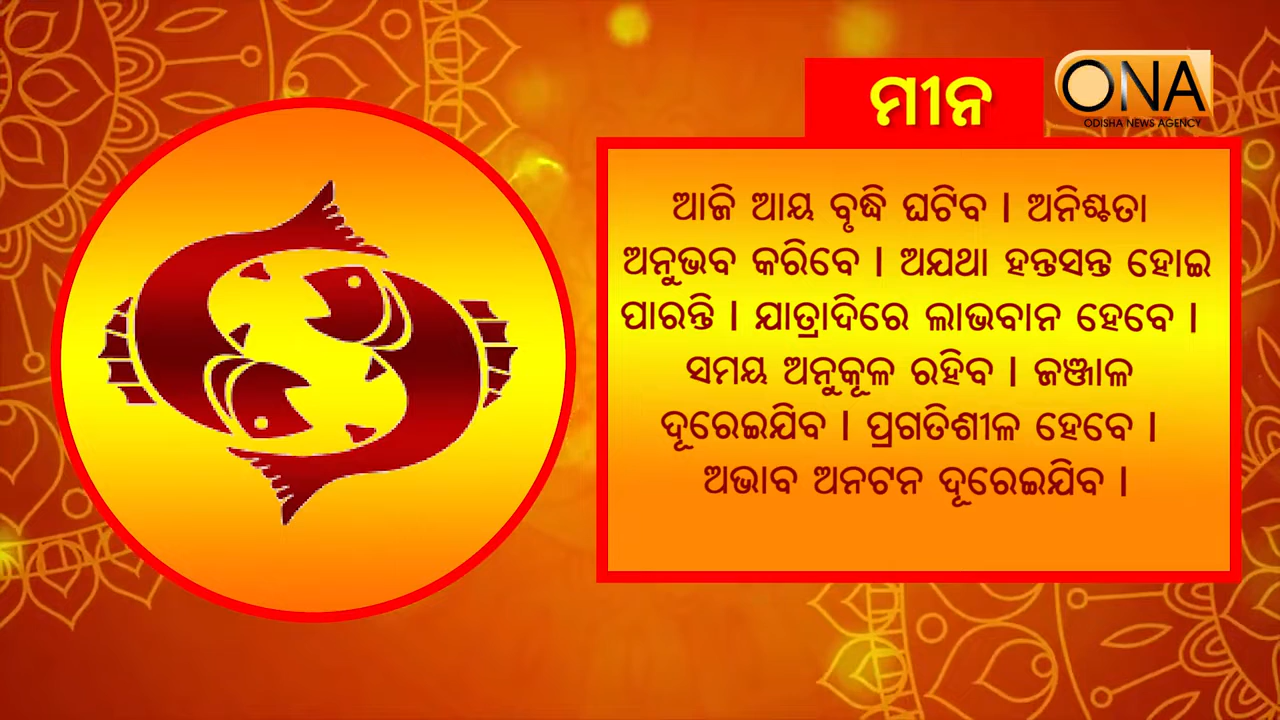 ମୀନ
ONA
ODISHA NEWS AGENCY
ଆଜି ଆୟ ବୃଦ୍ଧି ଘଟିବ । ଅନିଶ୍ଚତା
ଅନୁଭବ କରିବେ । ଅଯଥା ହନ୍ତସନ୍ତ ହୋଇ
ପାରନ୍ତି । ଯାତ୍ରାଦିରେ ଲାଭବାନ ହେବେ ।
ସମୟ ଅନୁକୂଳ ରହିବ । ଜଞ୍ଜାଳ
ଦୂରେଇଯିବ । ପ୍ରଗତିଶୀଳ ହେବେ ।
ଅଭାବ ଅନଟନ ଦୂରେଇଯିବ ।